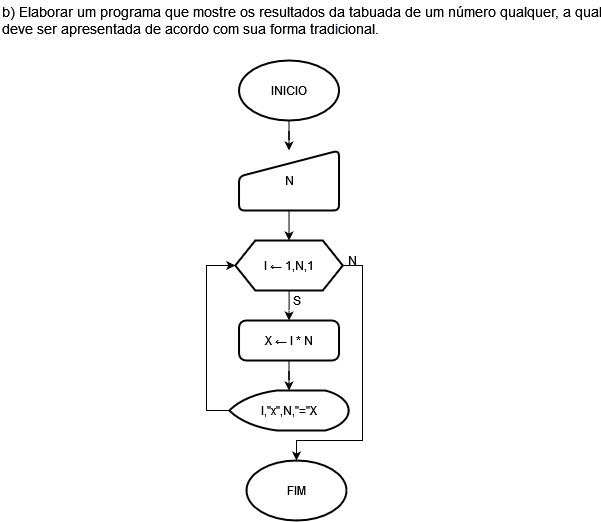 b) Elaborar um programa que mostre os resultados da tabuada de um número qualquer, a qual
deve ser apresentada de acordo com sua forma tradicional.
INICIO
N
I ← 1,N,1
N
S
X ← I * N
I,"x",N,"="X
FIM